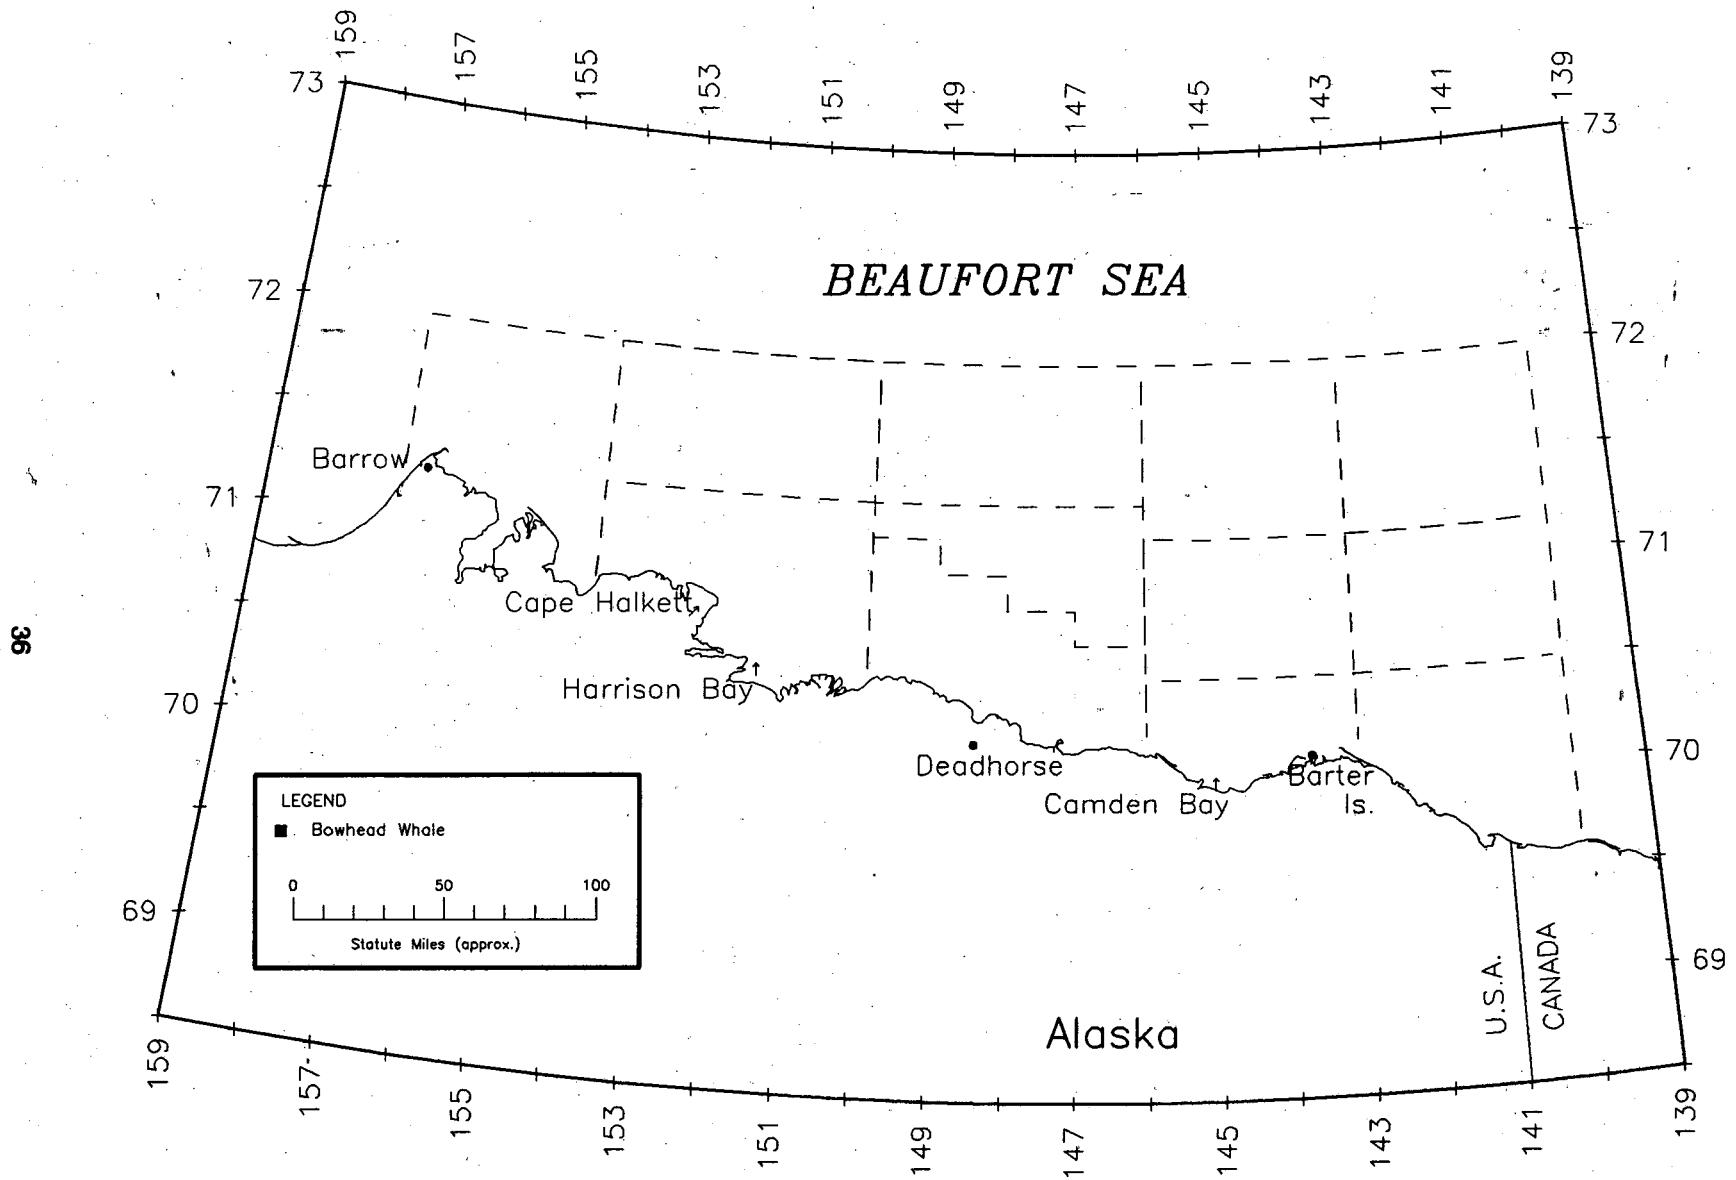 159
157
155
153
151
149
147
145
143
141
139
73
73
BEAUFORT SEA
72
72
Barrow
71
71
Cape Halkett
36
Harrison Bay
70
70
Deadhorse
Barter
Is.
Camden Bay
LEGEND
Bowhead Whale
0 50 100
Statute Miles (approx.)
69
69
U.S.A.
CANADA
Alaska
159
157
155
153
151
149
147
145
143
141
139